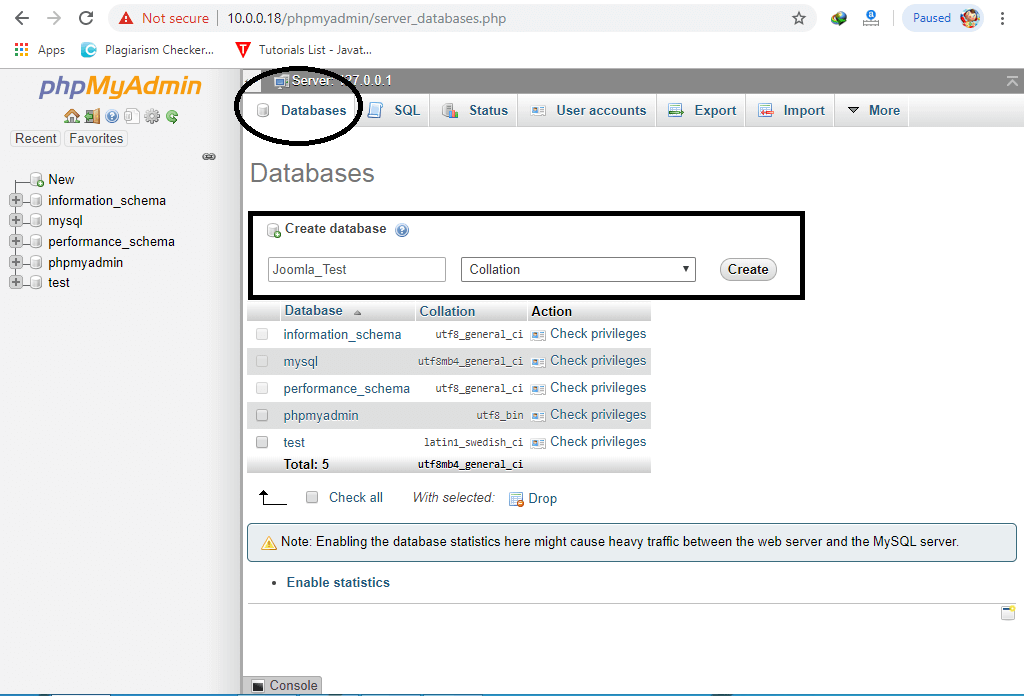 Not secure 10.0.0.18/phpmyadmin/server_databases.php Paused
Apps Plagiarism Checker... Tutorials List - Javat...
phpMyAdmin
Server: 127.0.0.1
Databases SQL Status User accounts Export Import More
Recent Favorites
New
information_schema
mysql
performance_schema
phpmyadmin
test
Databases
Create database
Joomla_Test Collation Create
Database Collation Action
information_schema utf8_general_ci Check privileges
mysql utf8mb4_general_ci Check privileges
performance_schema utf8_general_ci Check privileges
phpmyadmin utf8_bin Check privileges
test latin1_swedish_ci Check privileges
Total: 5 utf8mb4_general_ci
Check all With selected: Drop
Note: Enabling the database statistics here might cause heavy traffic between the web server and the MySQL server.
• Enable statistics
Console